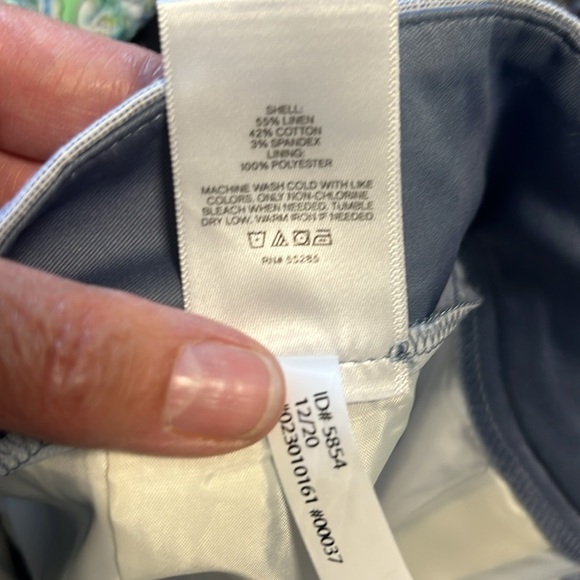 SHELL:
55% LINEN
42% COTTON
3% SPANDEX
LINING:
100% POLYESTER
MACHINE WASH COLD WITH LIKE
COLORS. ONLY NON-CHLORINE
BLEACH WHEN NEEDED. TUMBLE
DRY LOW. WARM IRON IF NEEDED.
RN# 55285
ID# 5854
12/20
#023010161 #00037